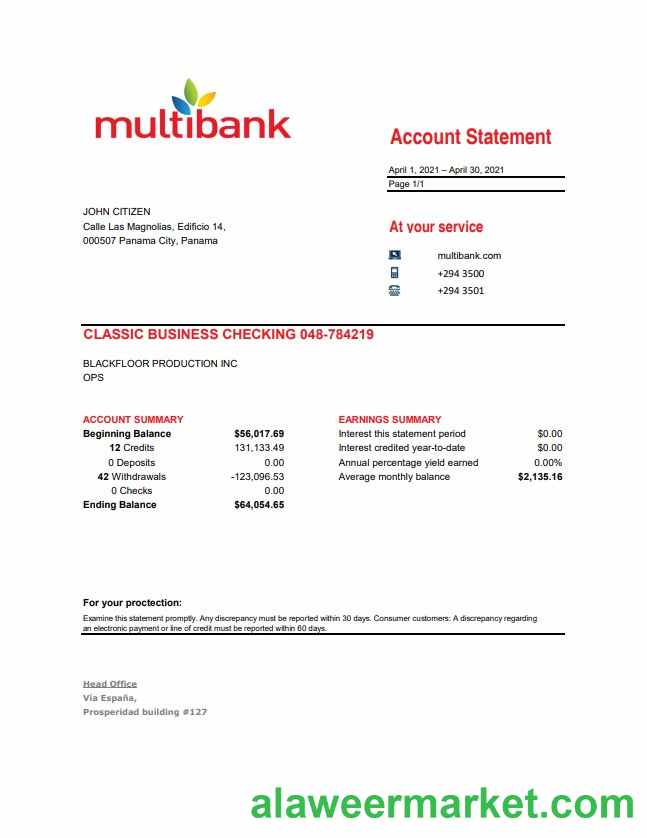 multibank
Account Statement
April 1, 2021 – April 30, 2021
Page 1/1
JOHN CITIZEN
Calle Las Magnolias, Edificio 14,
000507 Panama City, Panama
At your service
multibank.com
+294 3500
+294 3501
CLASSIC BUSINESS CHECKING 048-784219
BLACKFLOOR PRODUCTION INC
OPS
ACCOUNT SUMMARY
Beginning Balance $56,017.69
12 Credits 131,133.49
0 Deposits 0.00
42 Withdrawals -123,096.53
0 Checks 0.00
Ending Balance $64,054.65
EARNINGS SUMMARY
Interest this statement period $0.00
Interest credited year-to-date $0.00
Annual percentage yield earned 0.00%
Average monthly balance $2,135.16
For your proctection:
Examine this statement promptly. Any discrepancy must be reported within 30 days. Consumer customers: A discrepancy regarding
an electronic payment or line of credit must be reported within 60 days.
Head Office
Via España,
Prosperidad building #127
alaweermarket.com